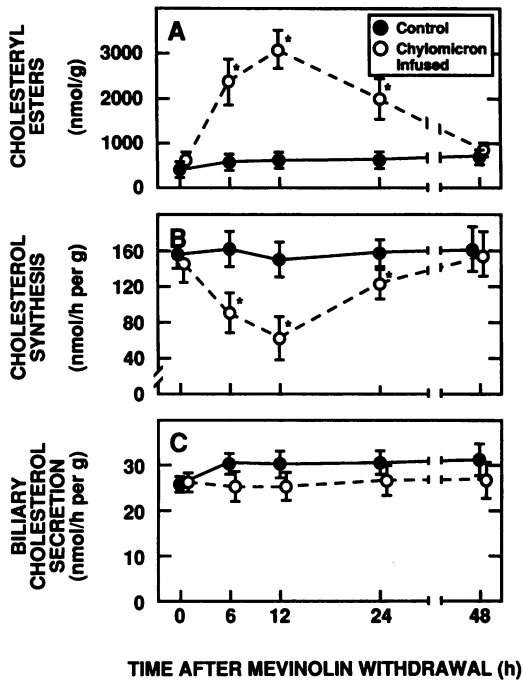 CHOLESTERYL
ESTERS
(nmol/g)
A
Control
Chylomicron
Infused
3000
2000
1000
0
*
*
*
CHOLESTEROL
SYNTHESIS
(nmol/h per g)
B
160
120
80
40
0
*
*
*
BILIARY
CHOLESTEROL
SECRETION
(nmol/h per g)
C
30
20
10
0
0 6 12 24 48
TIME AFTER MEVINOLIN WITHDRAWAL (h)